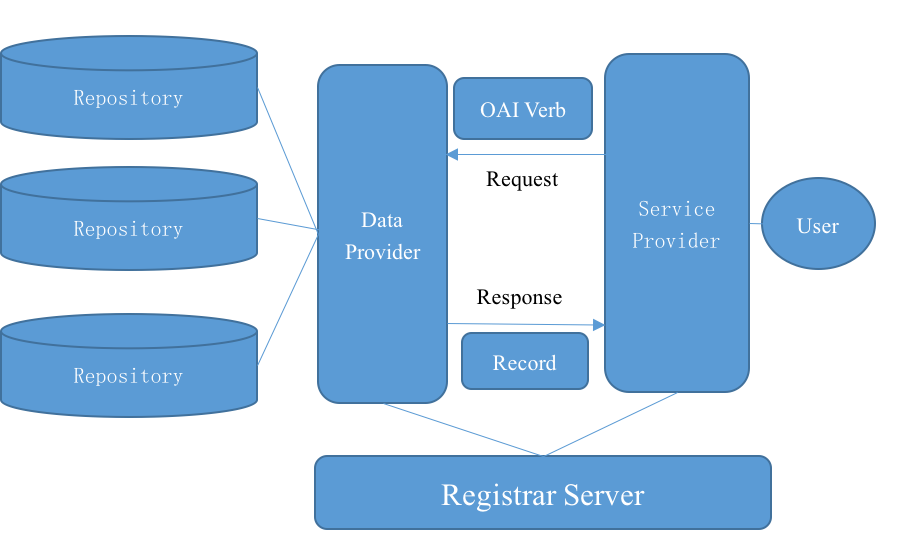 Repository
Repository
Repository
Data
Provider
OAI Verb
Request
Response
Record
Service
Provider
User
Registrar Server